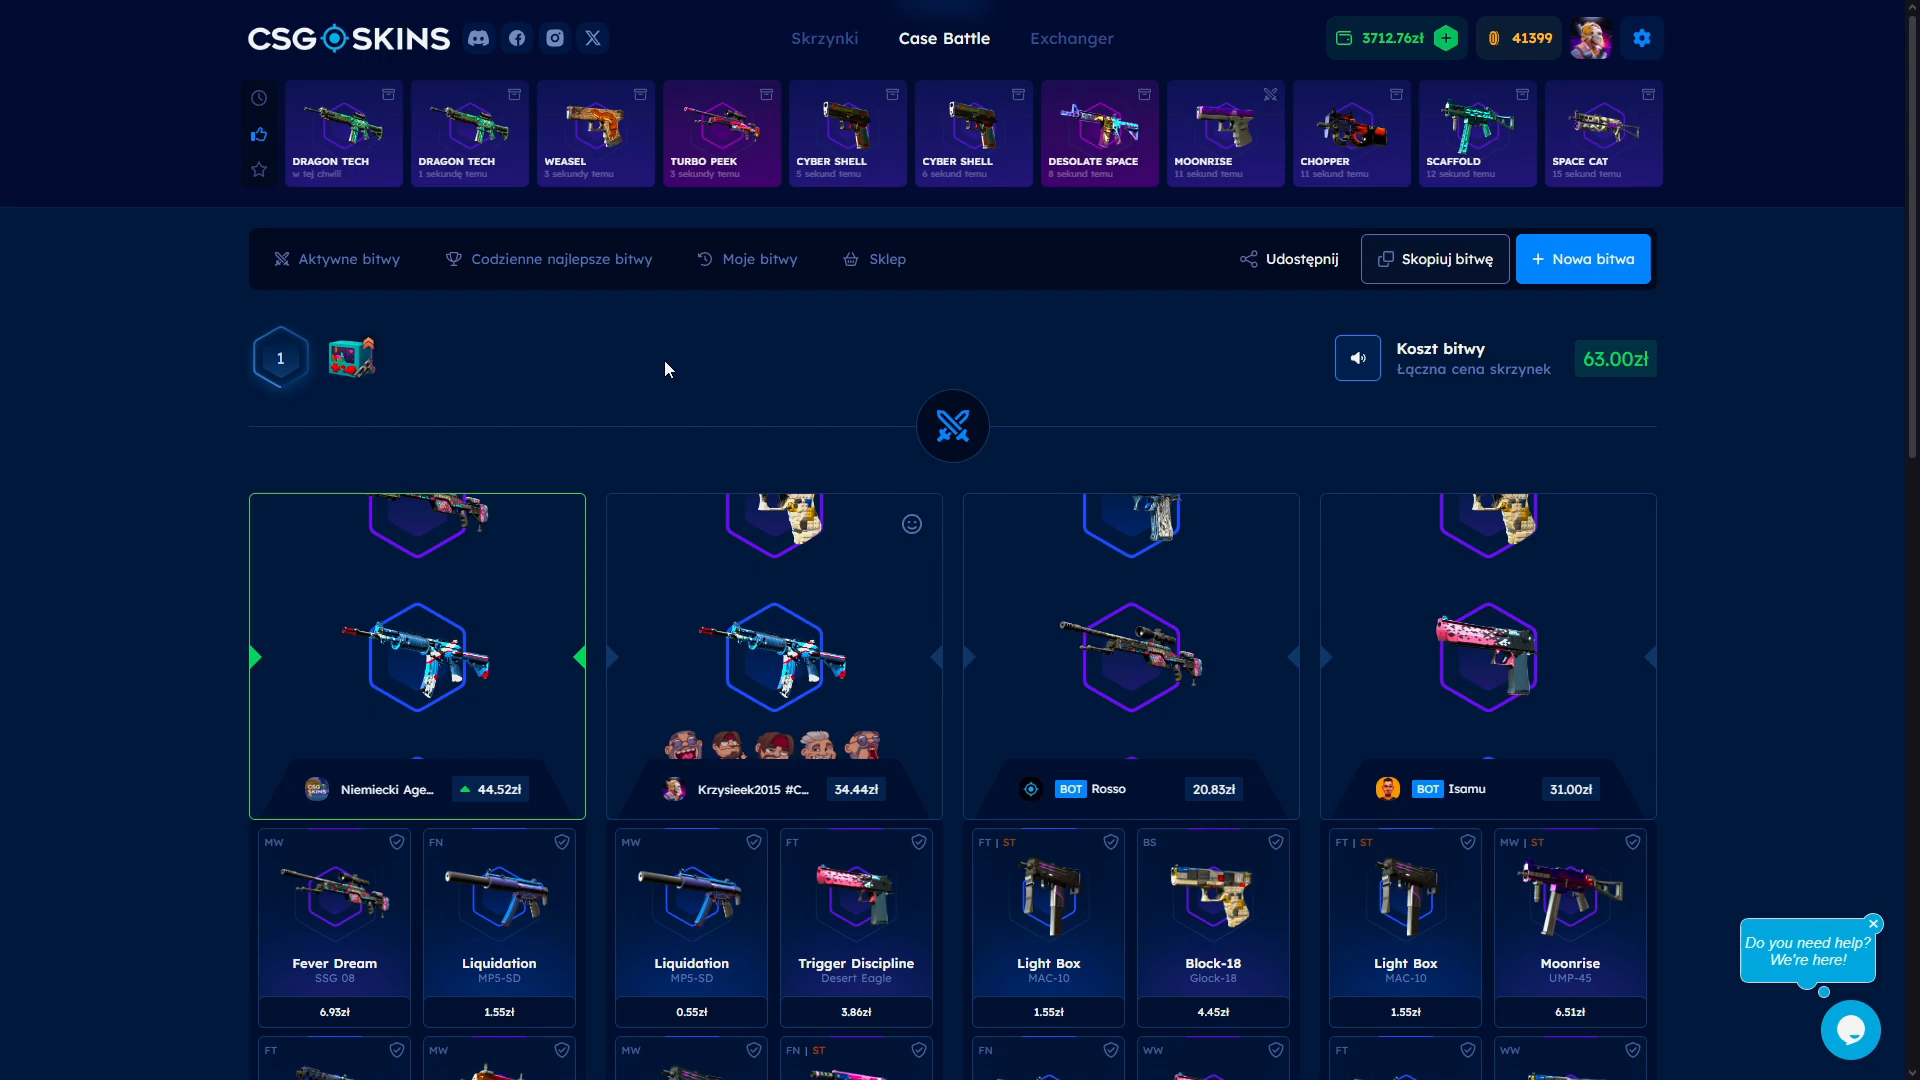 CSG SKINS
Skrzynki
Case Battle
Exchanger
3712.76zł
41399
DRAGON TECH
w tej chwili
DRAGON TECH
1 sekundę temu
WEASEL
3 sekundy temu
TURBO PEEK
3 sekundy temu
CYBER SHELL
5 sekund temu
CYBER SHELL
6 sekund temu
DESOLATE SPACE
8 sekund temu
MOONRISE
11 sekund temu
CHOPPER
11 sekund temu
SCAFFOLD
12 sekund temu
SPACE CAT
15 sekund temu
Aktywne bitwy
Codzienne najlepsze bitwy
Moje bitwy
Sklep
Udostępnij
Skopiuj bitwę
+ Nowa bitwa
1
Koszt bitwy
Łączna cena skrzynek
63.00zł
Niemiecki Age...
44.52zł
Krzysieek2015 #C...
34.44zł
BOT Rosso
20.83zł
BOT Isamu
31.00zł
MW
Fever Dream
SSG 08
6.93zł
FN
Liquidation
MP5-SD
1.55zł
MW
Liquidation
MP5-SD
0.55zł
FT
Trigger Discipline
Desert Eagle
3.86zł
FT | ST
Light Box
MAC-10
1.55zł
BS
Block-18
Glock-18
4.45zł
FT | ST
Light Box
MAC-10
1.55zł
MW | ST
Moonrise
UMP-45
6.51zł
FT
MW
MW
FN | ST
FN
WW
FT
WW
Do you need help?
We're here!